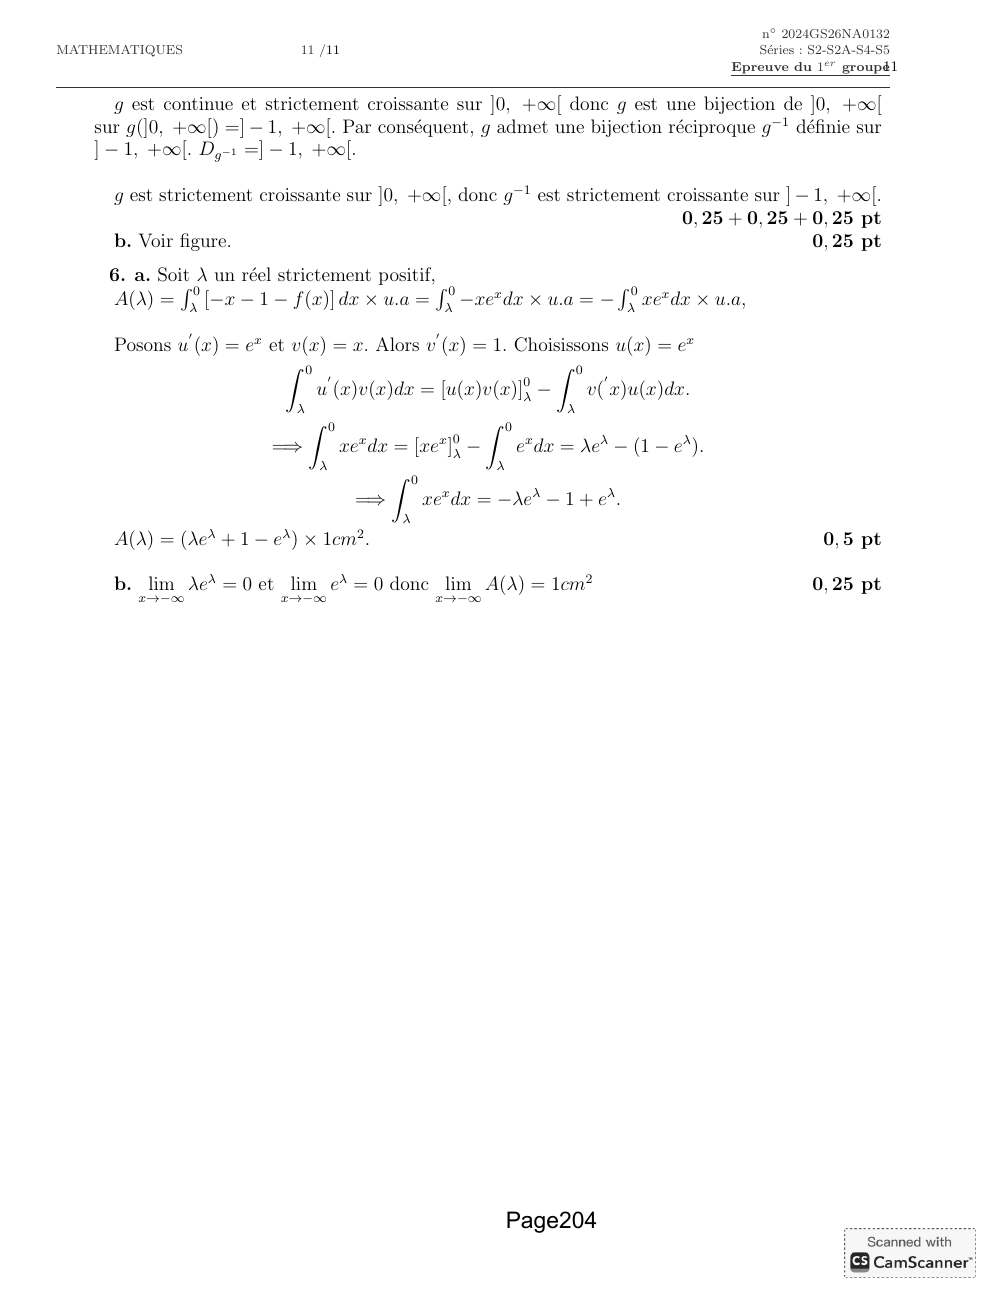 n° 2024GS26NA0132
MATHEMATIQUES 11 /11 Séries : S2-S2A-S4-S5
Epreuve du 1er groupe11
g est continue et strictement croissante sur ]0, +∞[ donc g est une bijection de ]0, +∞[
sur g(]0, +∞[) =] − 1, +∞[. Par conséquent, g admet une bijection réciproque g⁻¹ définie sur
] − 1, +∞[. D_{g⁻¹} =] − 1, +∞[.
g est strictement croissante sur ]0, +∞[, donc g⁻¹ est strictement croissante sur ] − 1, +∞[.
0, 25 + 0, 25 + 0, 25 pt
b. Voir figure. 0, 25 pt
6. a. Soit λ un réel strictement positif,
A(λ) = ∫_λ^0 [−x − 1 − f(x)] dx × u.a = ∫_λ^0 −xe^x dx × u.a = − ∫_λ^0 xe^x dx × u.a,
Posons u′(x) = e^x et v(x) = x. Alors v′(x) = 1. Choisissons u(x) = e^x
∫_λ^0 u′(x)v(x)dx = [u(x)v(x)]_λ^0 − ∫_λ^0 v(′x)u(x)dx.
⟹ ∫_λ^0 xe^x dx = [xe^x]_λ^0 − ∫_λ^0 e^x dx = λe^λ − (1 − e^λ).
⟹ ∫_λ^0 xe^x dx = −λe^λ − 1 + e^λ.
A(λ) = (λe^λ + 1 − e^λ) × 1cm². 0, 5 pt
b. lim_{x→−∞} λe^λ = 0 et lim_{x→−∞} e^λ = 0 donc lim_{x→−∞} A(λ) = 1cm² 0, 25 pt
Page204
Scanned with
CS CamScanner™